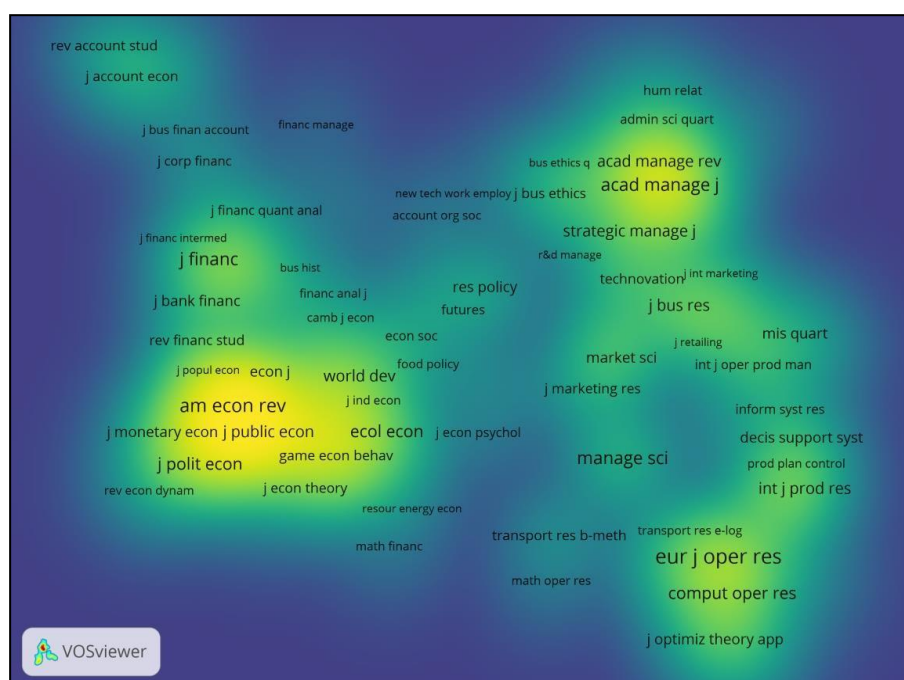 rev account stud
j account econ
hum relat
admin sci quart
financ manage
j bus finan account
j corp financ
bus ethics q
acad manage rev
acad manage j
new tech work employ
j bus ethics
j financ quant anal
account org soc
strategic manage j
j financ intermed
j financ
bus hist
r&d manage
technovation
j int marketing
financ anal j
res policy
j bank financ
j bus res
camb j econ
futures
rev financ stud
econ soc
mis quart
j retailing
market sci
int j oper prod man
food policy
j popul econ
econ j
world dev
j marketing res
j ind econ
am econ rev
inform syst res
j monetary econ
j public econ
ecol econ
j econ psychol
decis support syst
game econ behav
manage sci
j polit econ
prod plan control
rev econ dynam
j econ theory
int j prod res
resour energy econ
transport res b-meth
transport res e-log
math financ
eur j oper res
math oper res
comput oper res
j optimiz theory app
VOSviewer